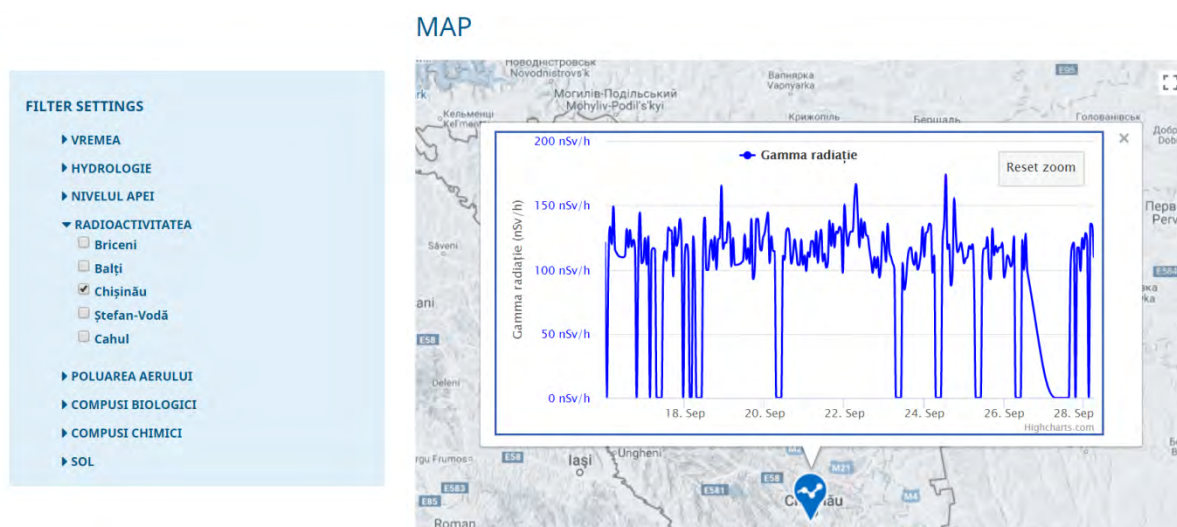 MAP
FILTER SETTINGS
VREMEA
HYDROLOGIE
NIVELUL APEI
RADIOACTIVITATEA
Briceni
Balți
Chișinău
Ștefan-Vodă
Cahul
POLUAREA AERULUI
COMPUSI BIOLOGICI
COMPUSI CHIMICI
SOL
Новодністровськ
Novodnistrovs'k
Могилів-Подільський
Mohyliv-Podil's'kyi
Вапнярка
Vapnyarka
E95
Кельменці
Крижопіль
Бершадь
Голованівськ
200 nSv/h
150 nSv/h
100 nSv/h
50 nSv/h
0 nSv/h
Gamma radiație (nSv/h)
Gamma radiație
Reset zoom
×
18. Sep
20. Sep
22. Sep
24. Sep
26. Sep
28. Sep
Highcharts.com
Săveni
E58
Deleni
E584
E58
Iași
Ungheni
M21
E58
E581
E583
E85
M4
Roman